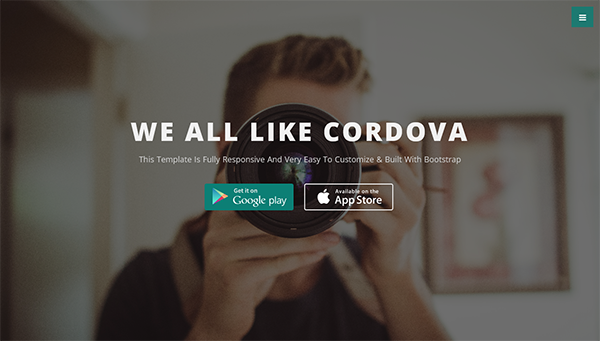 WE ALL LIKE CORDOVA
This Template Is Fully Responsive And Very Easy To Customize & Built With Bootstrap
Get it on
Google play
Available on the
App Store